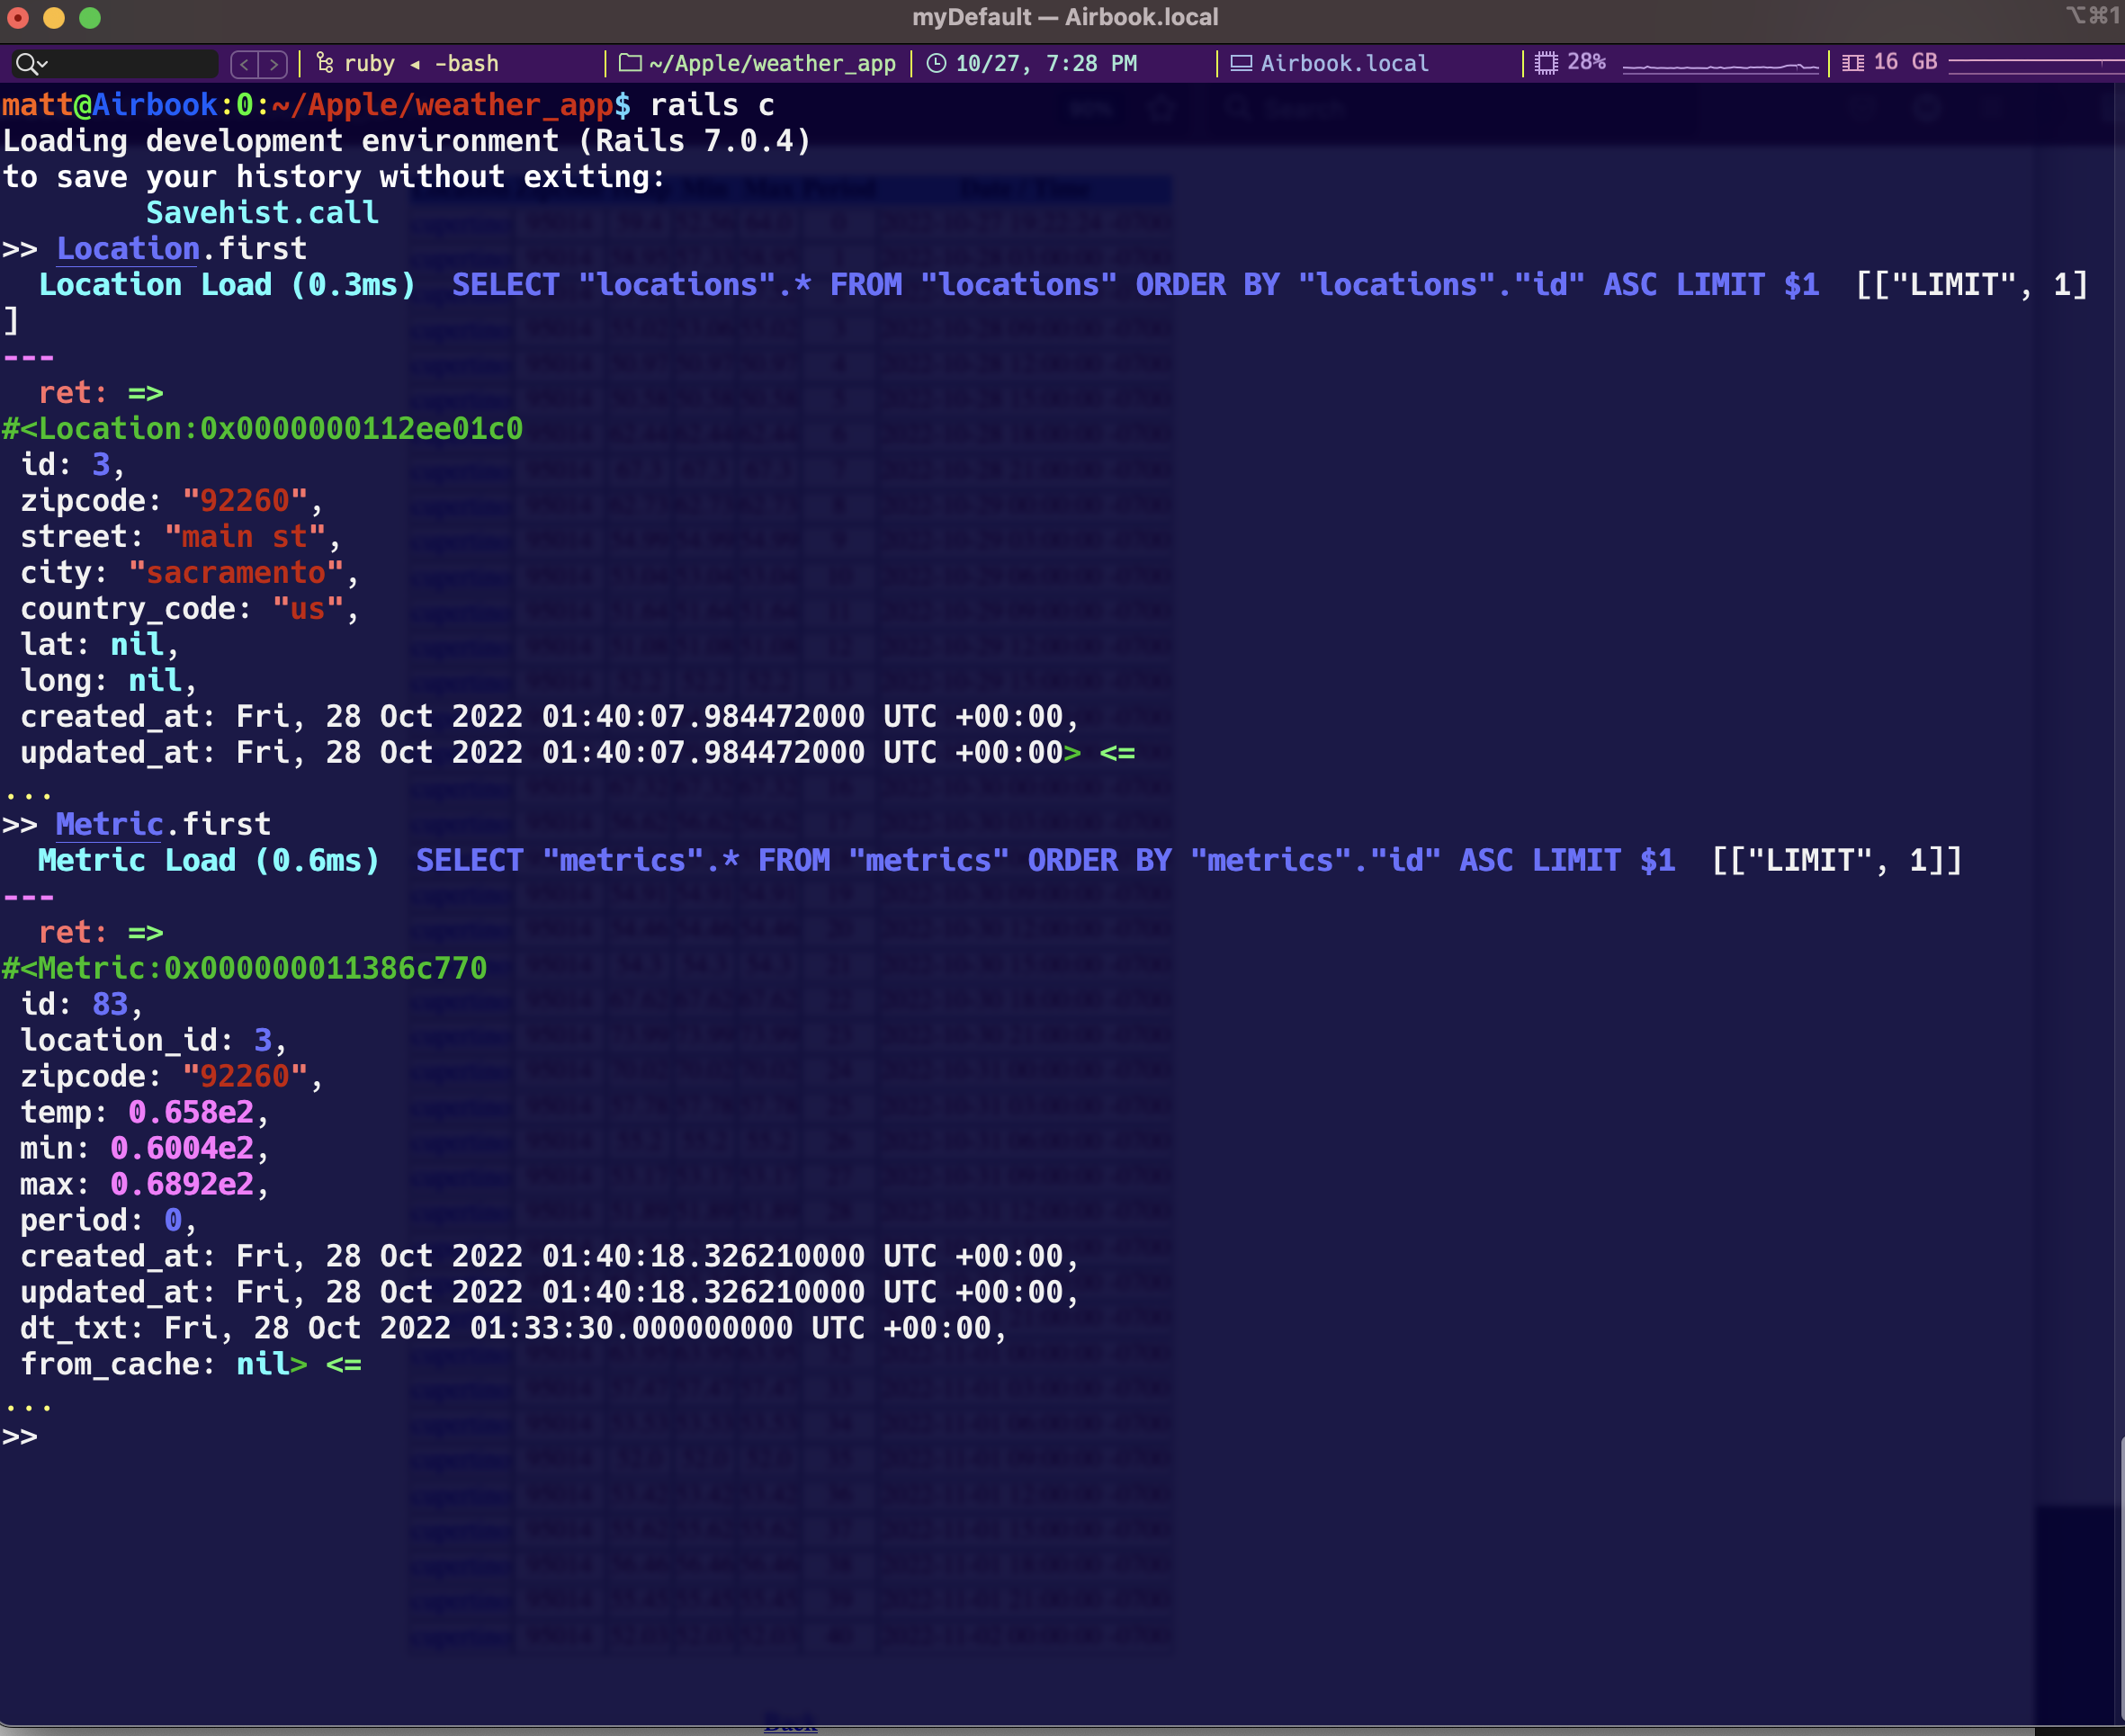 myDefault — Airbook.local
⌥⌘1
ruby ◂ -bash
~/Apple/weather_app
10/27, 7:28 PM
Airbook.local
28%
16 GB
matt@Airbook:0:~/Apple/weather_app$ rails c
Loading development environment (Rails 7.0.4)
to save your history without exiting:
Savehist.call
>> Location.first
Location Load (0.3ms)  SELECT "locations".* FROM "locations" ORDER BY "locations"."id" ASC LIMIT $1  [["LIMIT", 1]
]
---
ret: =>
#<Location:0x0000000112ee01c0
id: 3,
zipcode: "92260",
street: "main st",
city: "sacramento",
country_code: "us",
lat: nil,
long: nil,
created_at: Fri, 28 Oct 2022 01:40:07.984472000 UTC +00:00,
updated_at: Fri, 28 Oct 2022 01:40:07.984472000 UTC +00:00> <=
...
>> Metric.first
Metric Load (0.6ms)  SELECT "metrics".* FROM "metrics" ORDER BY "metrics"."id" ASC LIMIT $1  [["LIMIT", 1]]
---
ret: =>
#<Metric:0x000000011386c770
id: 83,
location_id: 3,
zipcode: "92260",
temp: 0.658e2,
min: 0.6004e2,
max: 0.6892e2,
period: 0,
created_at: Fri, 28 Oct 2022 01:40:18.326210000 UTC +00:00,
updated_at: Fri, 28 Oct 2022 01:40:18.326210000 UTC +00:00,
dt_txt: Fri, 28 Oct 2022 01:33:30.000000000 UTC +00:00,
from_cache: nil> <=
...
>>
Back